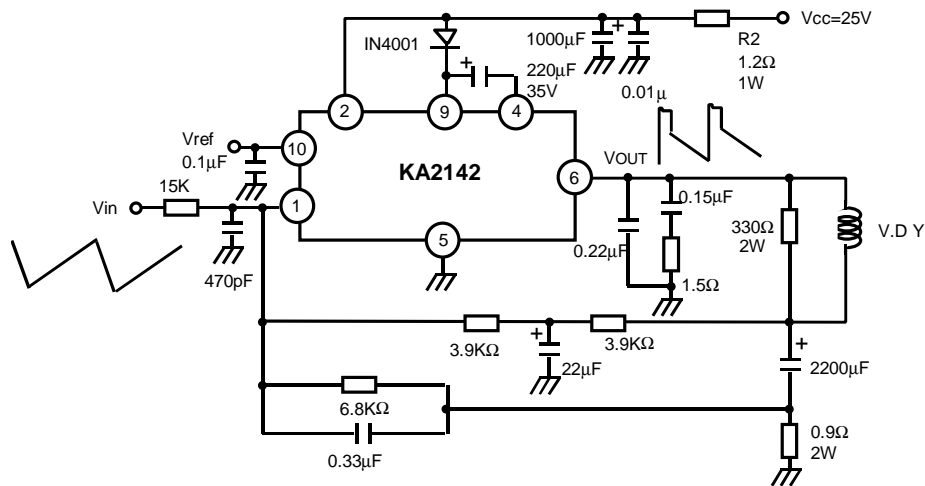 Vcc=25V
IN4001
1000μF
+
R2
1.2Ω
1W
+
220μF
35V
0.01μ
2
9
4
Vref
10
0.1μF
KA2142
VOUT
6
15K
Vin
1
0.15μF
330Ω
2W
V.D Y
5
0.22μF
470pF
1.5Ω
+
3.9KΩ
22μF
3.9KΩ
+
2200μF
6.8KΩ
0.33μF
0.9Ω
2W